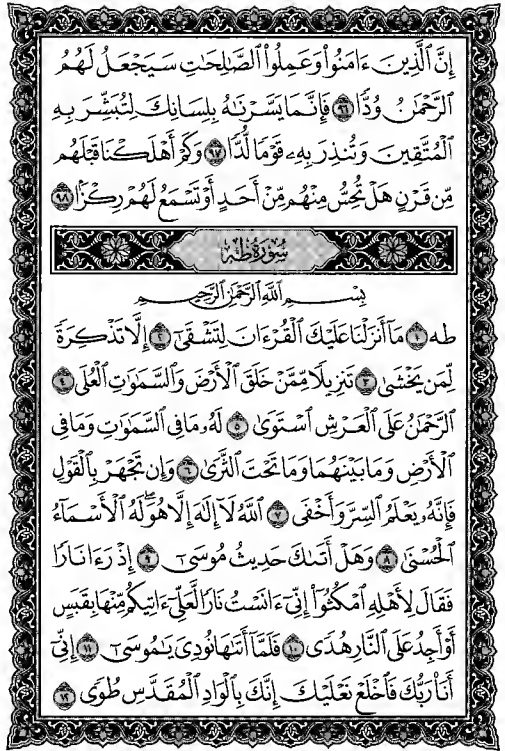 إِنَّ ٱلَّذِينَ ءَامَنُوا۟ وَعَمِلُوا۟ ٱلصَّٰلِحَٰتِ سَيَجْعَلُ لَهُمُ
ٱلرَّحْمَٰنُ وُدًّا ٩٦ فَإِنَّمَا يَسَّرْنَٰهُ بِلِسَانِكَ لِتُبَشِّرَ بِهِ
ٱلْمُتَّقِينَ وَتُنذِرَ بِهِۦ قَوْمًا لُّدًّا ٩٧ وَكَمْ أَهْلَكْنَا قَبْلَهُم
مِّن قَرْنٍ هَلْ تُحِسُّ مِنْهُم مِّنْ أَحَدٍ أَوْ تَسْمَعُ لَهُمْ رِكْزًۢا ٩٨
سُورَةُ طه
بِسْمِ ٱللَّهِ ٱلرَّحْمَٰنِ ٱلرَّحِيمِ
طه ١ مَآ أَنزَلْنَا عَلَيْكَ ٱلْقُرْءَانَ لِتَشْقَىٰٓ ٢ إِلَّا تَذْكِرَةً
لِّمَن يَخْشَىٰ ٣ تَنزِيلًا مِّمَّنْ خَلَقَ ٱلْأَرْضَ وَٱلسَّمَٰوَٰتِ ٱلْعُلَى ٤
ٱلرَّحْمَٰنُ عَلَى ٱلْعَرْشِ ٱسْتَوَىٰ ٥ لَهُۥ مَا فِى ٱلسَّمَٰوَٰتِ وَمَا فِى
ٱلْأَرْضِ وَمَا بَيْنَهُمَا وَمَا تَحْتَ ٱلثَّرَىٰ ٦ وَإِن تَجْهَرْ بِٱلْقَوْلِ
فَإِنَّهُۥ يَعْلَمُ ٱلسِّرَّ وَأَخْفَى ٧ ٱللَّهُ لَآ إِلَٰهَ إِلَّا هُوَ ۖ لَهُ ٱلْأَسْمَآءُ
ٱلْحُسْنَىٰ ٨ وَهَلْ أَتَىٰكَ حَدِيثُ مُوسَىٰٓ ٩ إِذْ رَءَا نَارًا
فَقَالَ لِأَهْلِهِ ٱمْكُثُوٓا۟ إِنِّىٓ ءَانَسْتُ نَارًا لَّعَلِّىٓ ءَاتِيكُم مِّنْهَا بِقَبَسٍ
أَوْ أَجِدُ عَلَى ٱلنَّارِ هُدًى ١٠ فَلَمَّآ أَتَىٰهَا نُودِىَ يَٰمُوسَىٰٓ ١١ إِنِّىٓ
أَنَا۠ رَبُّكَ فَٱخْلَعْ نَعْلَيْكَ إِنَّكَ بِٱلْوَادِ ٱلْمُقَدَّسِ طُوًى ١٢